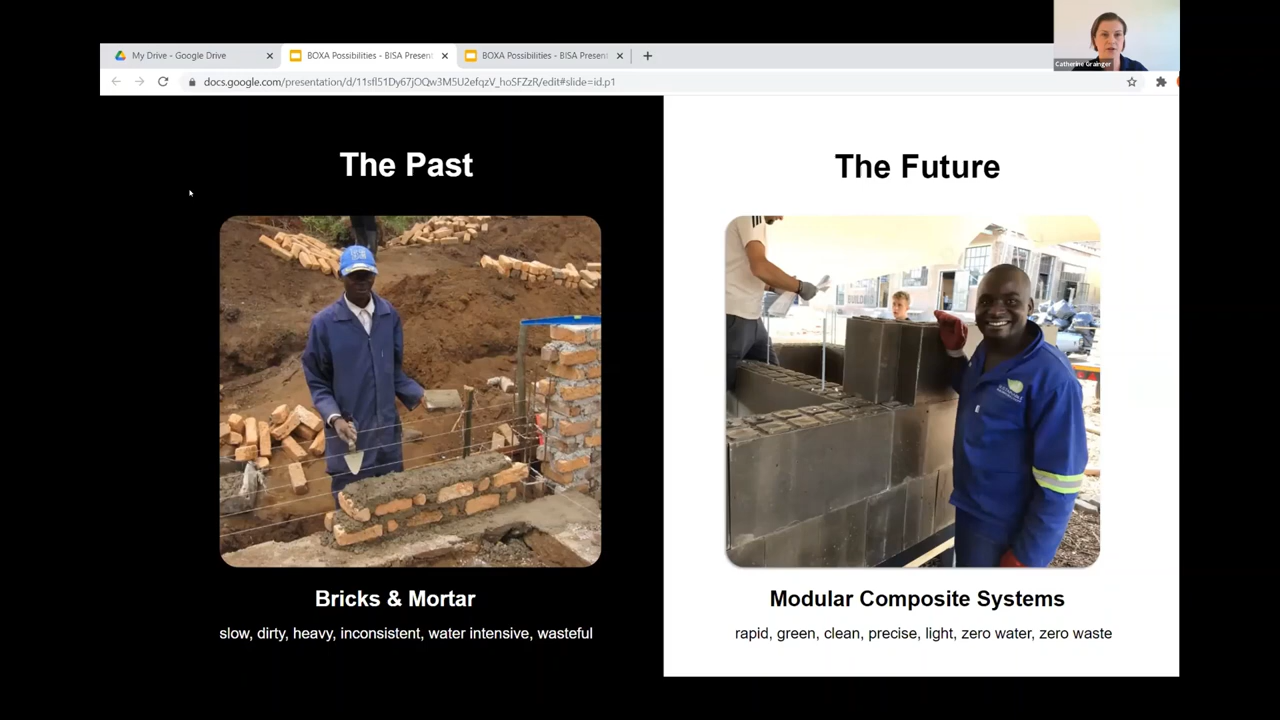 Catherine Grainger
My Drive - Google Drive
BOXA Possibilities - BISA Present
BOXA Possibilities - BISA Present
docs.google.com/presentation/d/11sfl51Dy67jOQw3M5U2efqzV_hoSFZzR/edit#slide=id.p1
The Past
The Future
BUILD
Bricks & Mortar
slow, dirty, heavy, inconsistent, water intensive, wasteful
Modular Composite Systems
rapid, green, clean, precise, light, zero water, zero waste